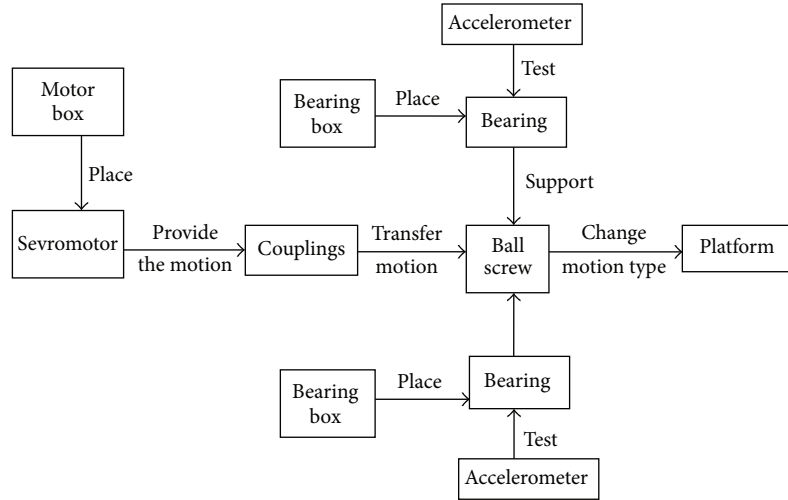 Accelerometer
Test
Motor
box
Bearing
box
Place
Bearing
Place
Support
Sevromotor
Provide
the motion
Couplings
Transfer
motion
Ball
screw
Change
motion type
Platform
Bearing
box
Place
Bearing
Test
Accelerometer